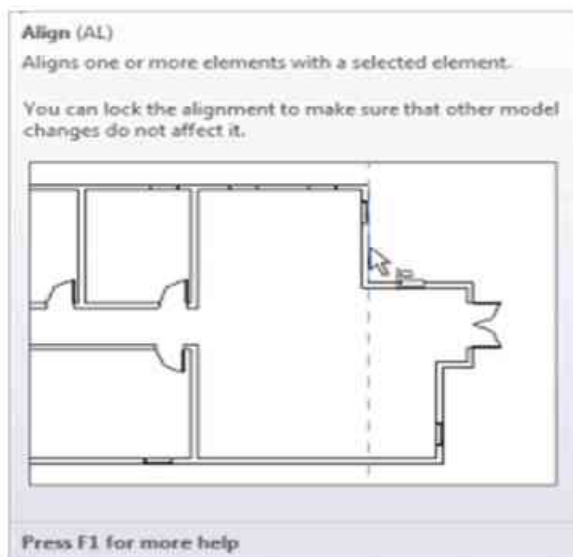 Align (AL)
Aligns one or more elements with a selected element.
You can lock the alignment to make sure that other model
changes do not affect it.
Press F1 for more help